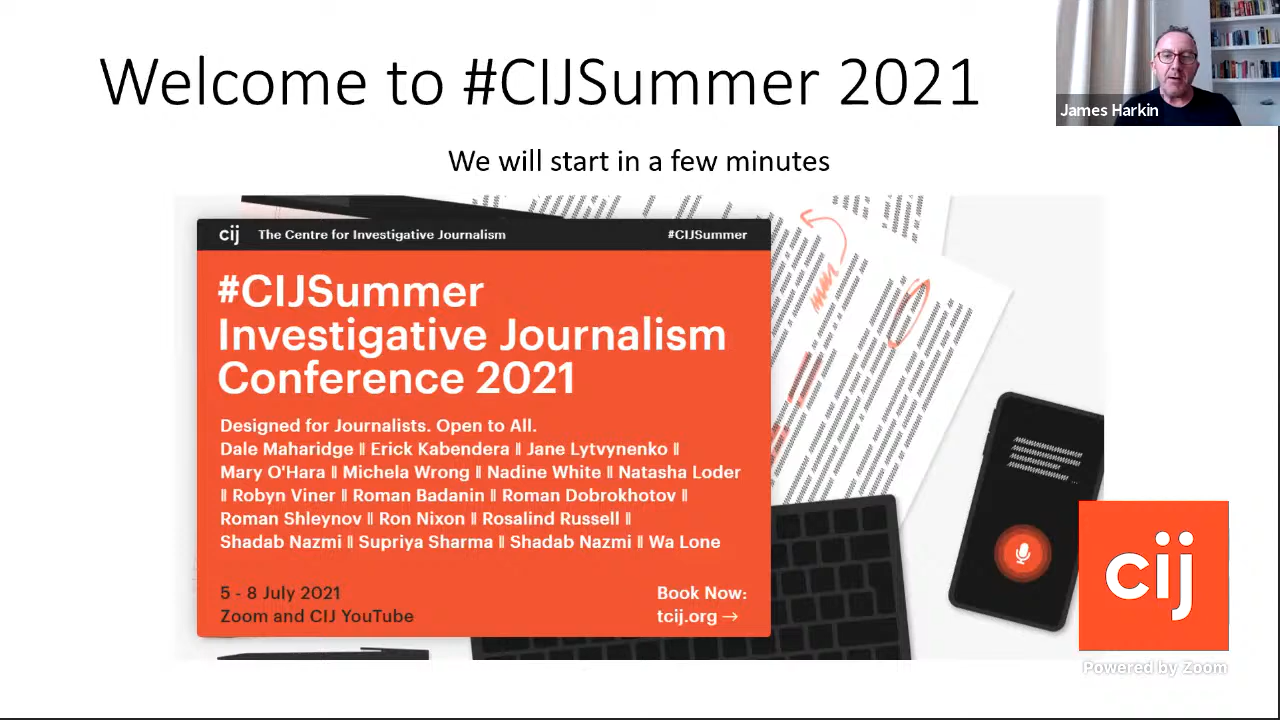 Welcome to #CIJSummer 2021
James Harkin
We will start in a few minutes
cij The Centre for Investigative Journalism #CIJSummer
#CIJSummer
Investigative Journalism
Conference 2021
Designed for Journalists. Open to All.
Dale Maharidge || Erick Kabendera || Jane Lytvynenko ||
Mary O'Hara || Michela Wrong || Nadine White || Natasha Loder
|| Robyn Viner || Roman Badanin || Roman Dobrokhotov ||
Roman Shleynov || Ron Nixon || Rosalind Russell ||
Shadab Nazmi || Supriya Sharma || Shadab Nazmi || Wa Lone
5 - 8 July 2021
Zoom and CIJ YouTube
Book Now:
tcij.org →
cij
Powered by Zoom